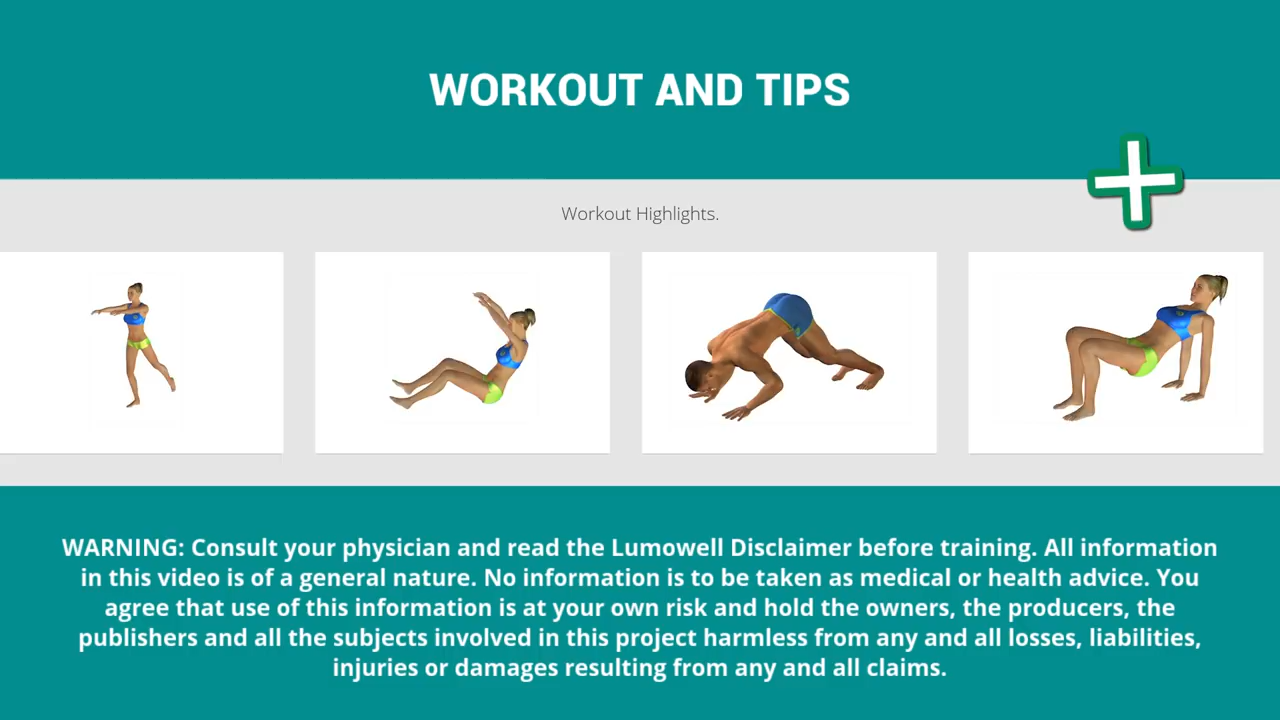 WORKOUT AND TIPS
Workout Highlights.
WARNING: Consult your physician and read the Lumowell Disclaimer before training. All information
in this video is of a general nature. No information is to be taken as medical or health advice. You
agree that use of this information is at your own risk and hold the owners, the producers, the
publishers and all the subjects involved in this project harmless from any and all losses, liabilities,
injuries or damages resulting from any and all claims.